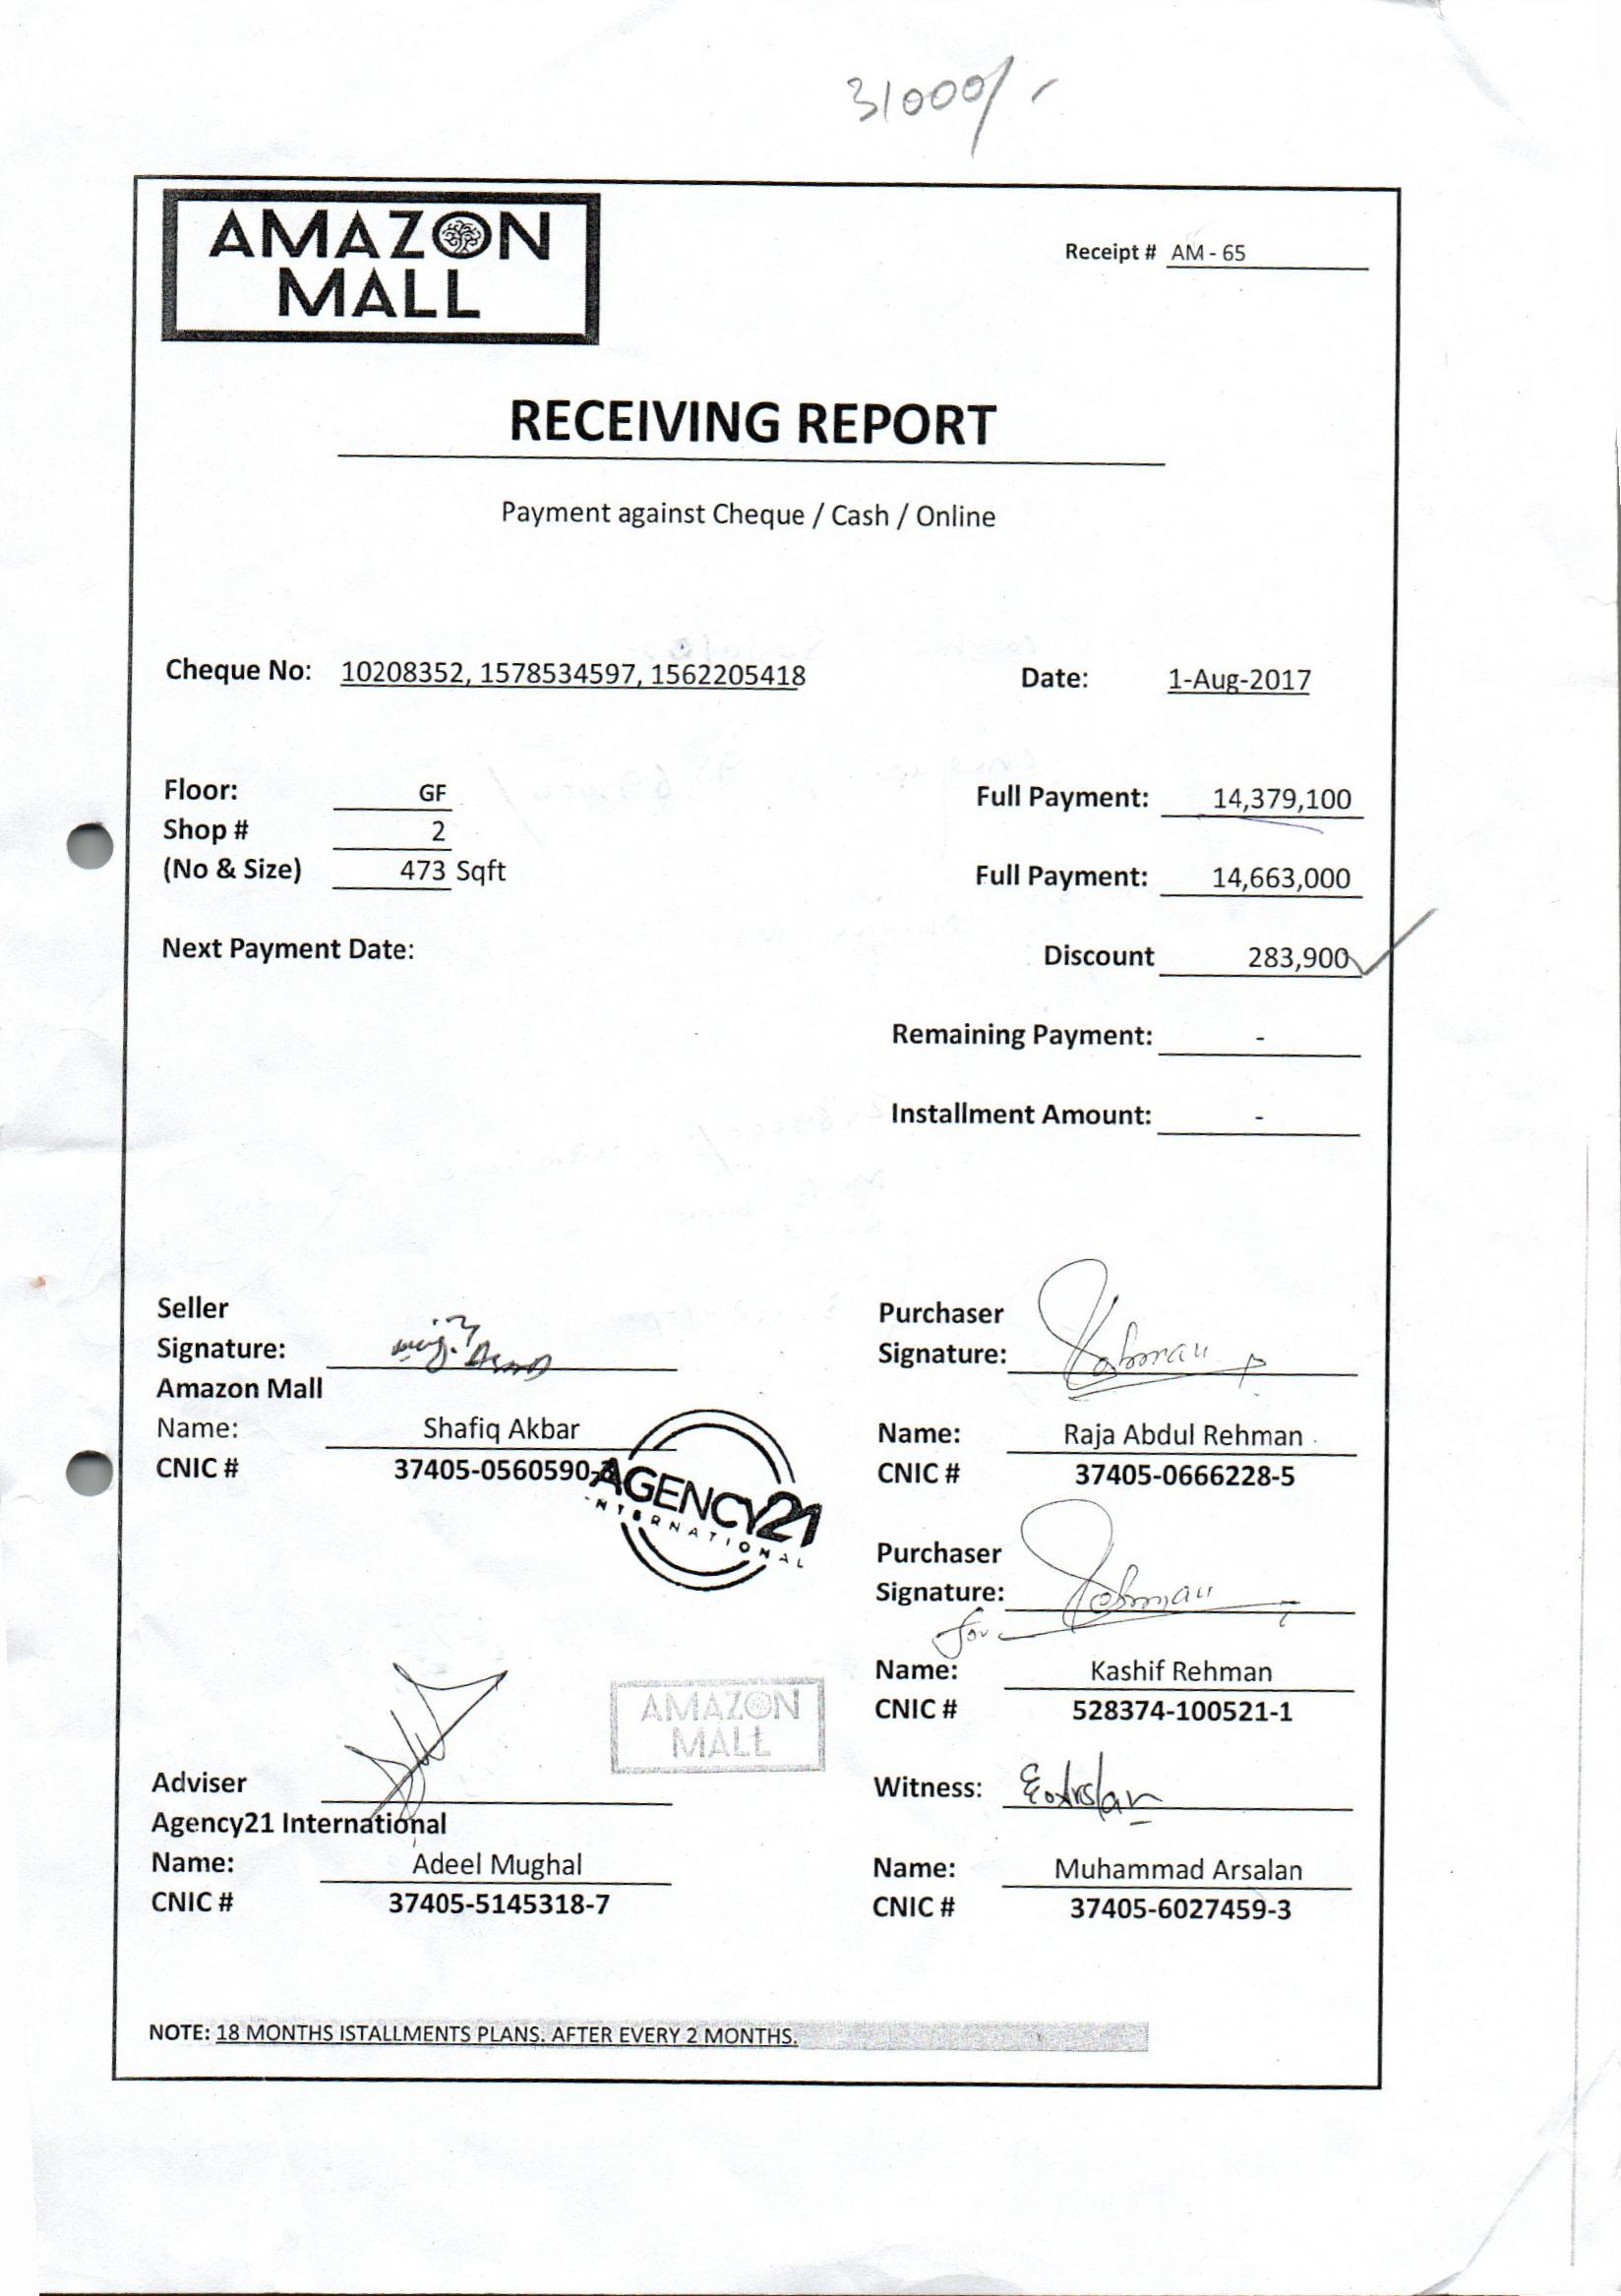 31000/-
AMAZON
MALL
Receipt # AM - 65
RECEIVING REPORT
Payment against Cheque / Cash / Online
Cheque No: 10208352, 1578534597, 1562205418 Date: 1-Aug-2017
Floor: GF Full Payment: 14,379,100
Shop # 2
(No & Size) 473 Sqft Full Payment: 14,663,000
Next Payment Date: Discount 283,900
Remaining Payment: -
Installment Amount: -
Seller Purchaser
Signature: Signature: Rehman
Amazon Mall
Name: Shafiq Akbar Name: Raja Abdul Rehman
CNIC # 37405-0560590- CNIC # 37405-0666228-5
AGENCY21
INTERNATIONAL
Purchaser
Signature: Rehman
for
Name: Kashif Rehman
CNIC # 528374-100521-1
AMAZON
MALL
Adviser Witness:
Agency21 International
Name: Adeel Mughal Name: Muhammad Arsalan
CNIC # 37405-5145318-7 CNIC # 37405-6027459-3
NOTE: 18 MONTHS ISTALLMENTS PLANS. AFTER EVERY 2 MONTHS.